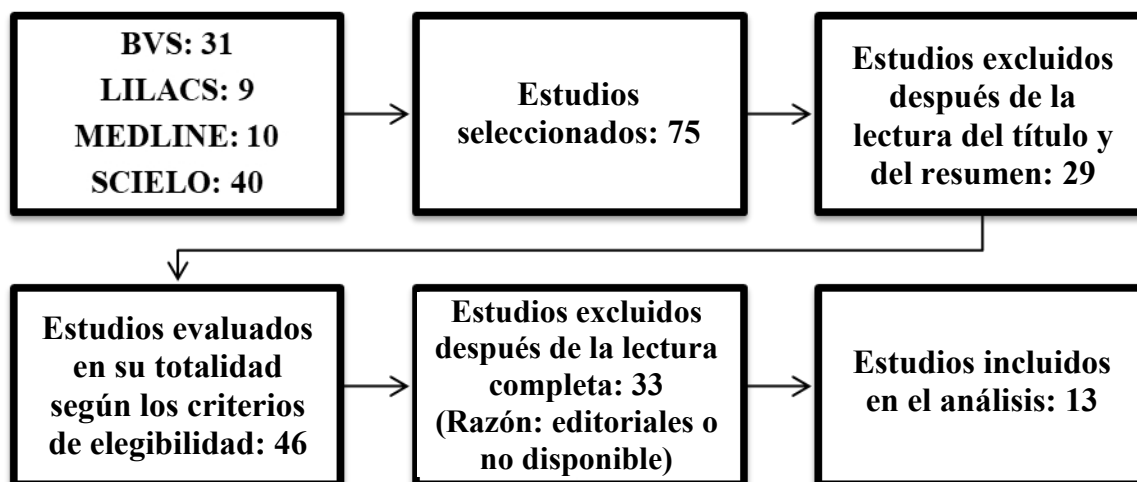 BVS: 31
LILACS: 9
MEDLINE: 10
SCIELO: 40
Estudios
seleccionados: 75
Estudios excluidos
después de la
lectura del título y
del resumen: 29
Estudios evaluados
en su totalidad
según los criterios
de elegibilidad: 46
Estudios excluidos
después de la lectura
completa: 33
(Razón: editoriales o
no disponible)
Estudios incluidos
en el análisis: 13